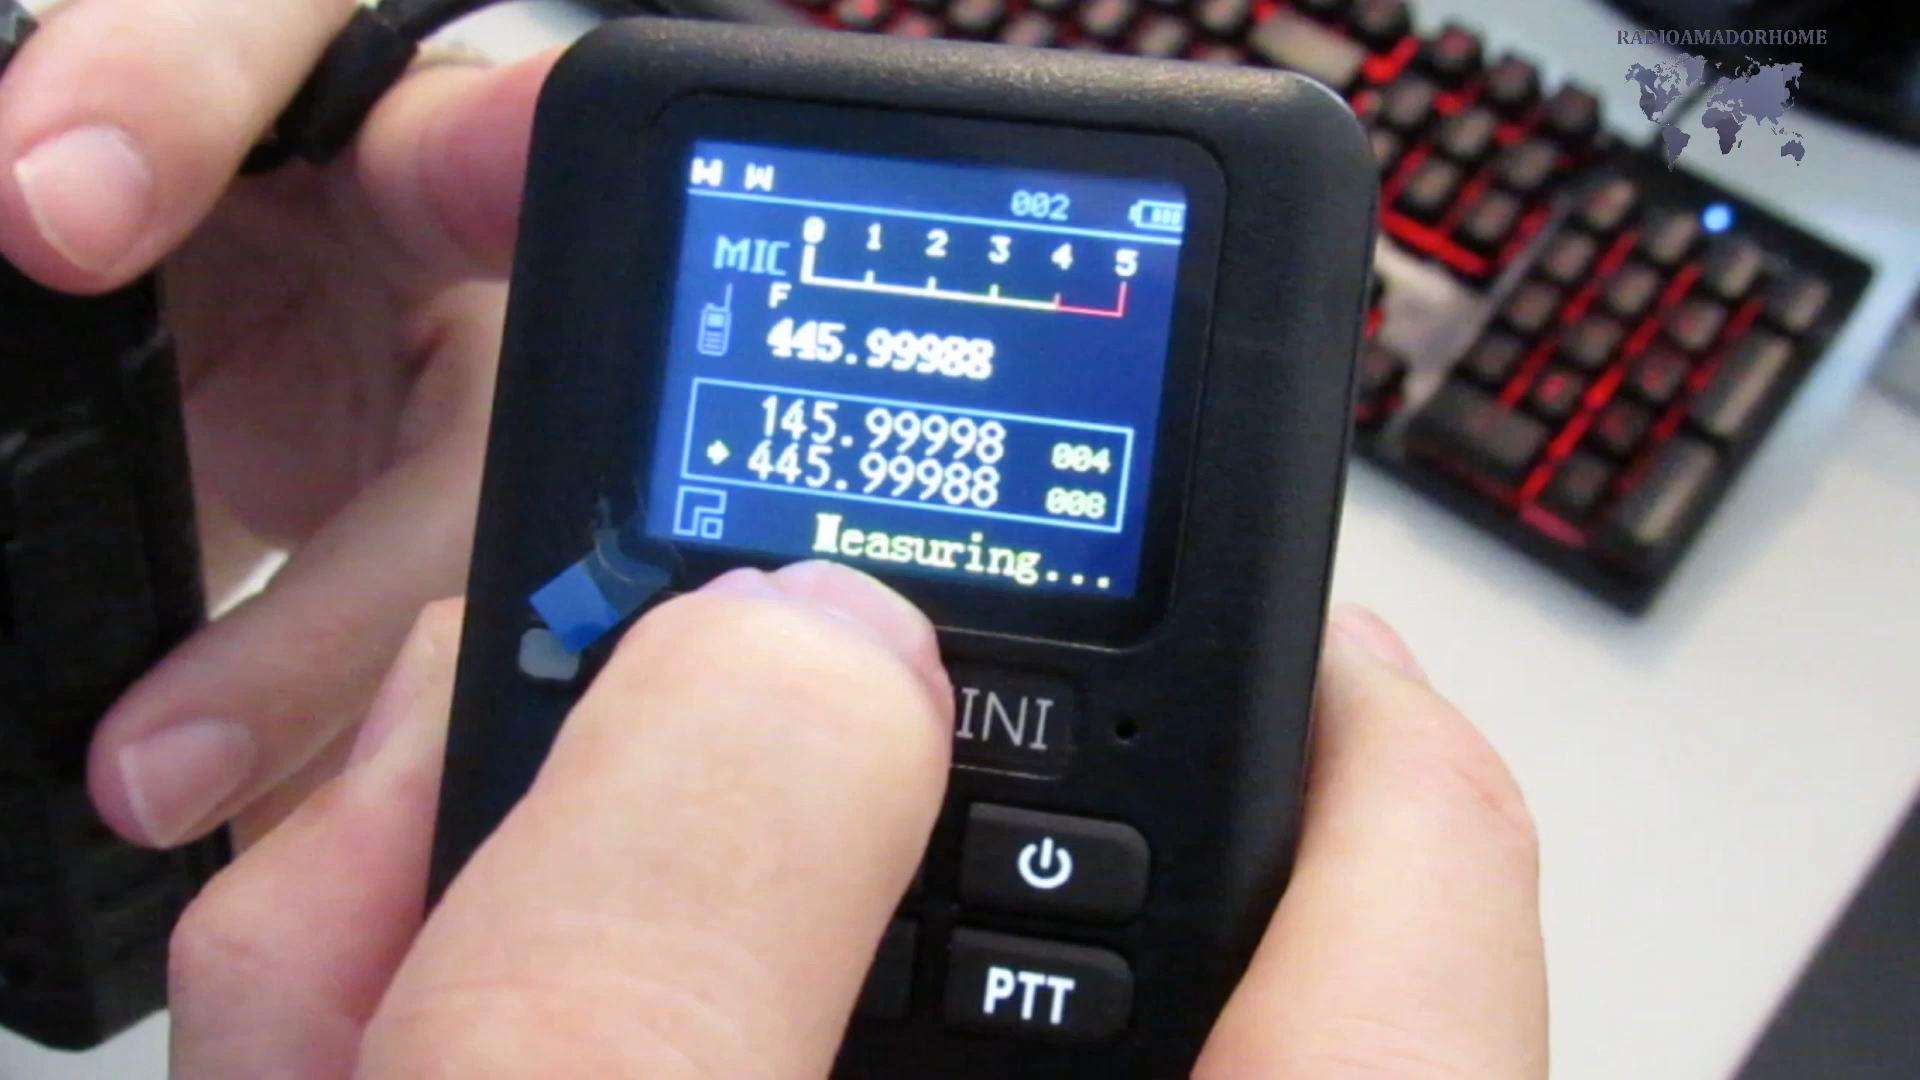 RADIOAMADORHOME
W 002
0 1 2 3 4 5
MIC
F
445.99988
145.99998 004
445.99988 008
Measuring...
INI
PTT